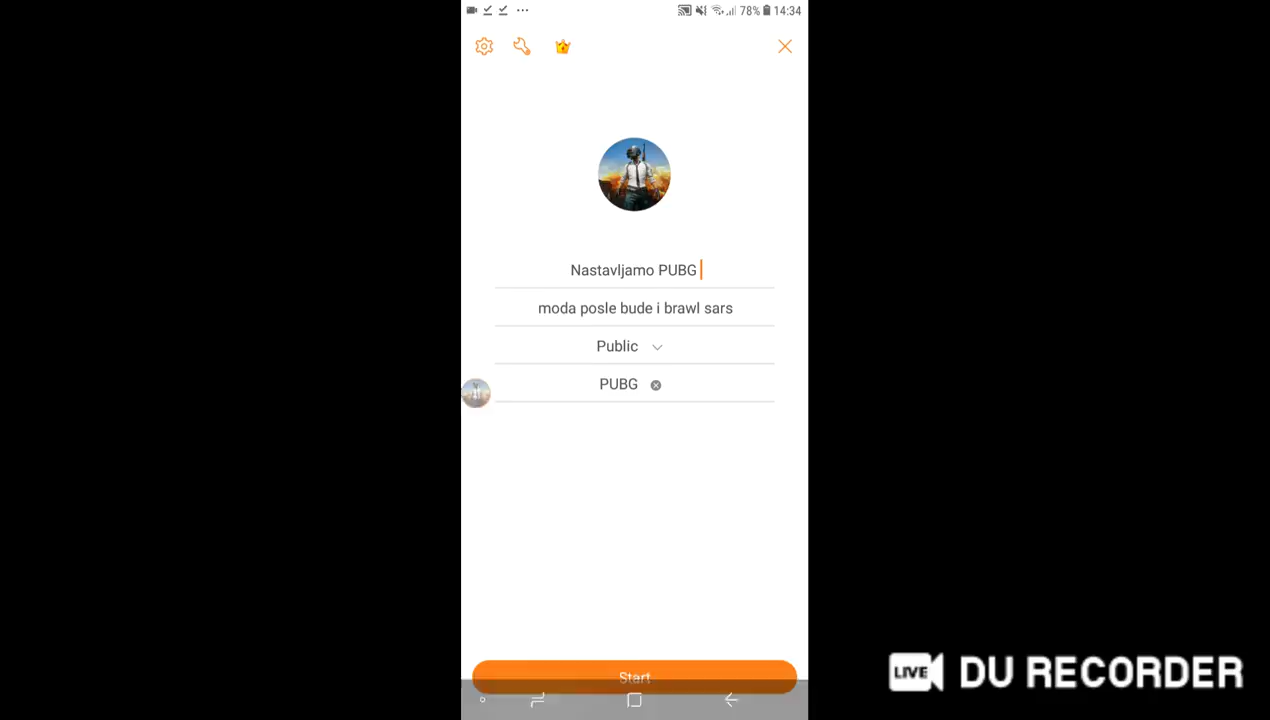 78% 14:34
Nastavljamo PUBG
moda posle bude i brawl sars
Public
PUBG
Start
LIVE DU RECORDER